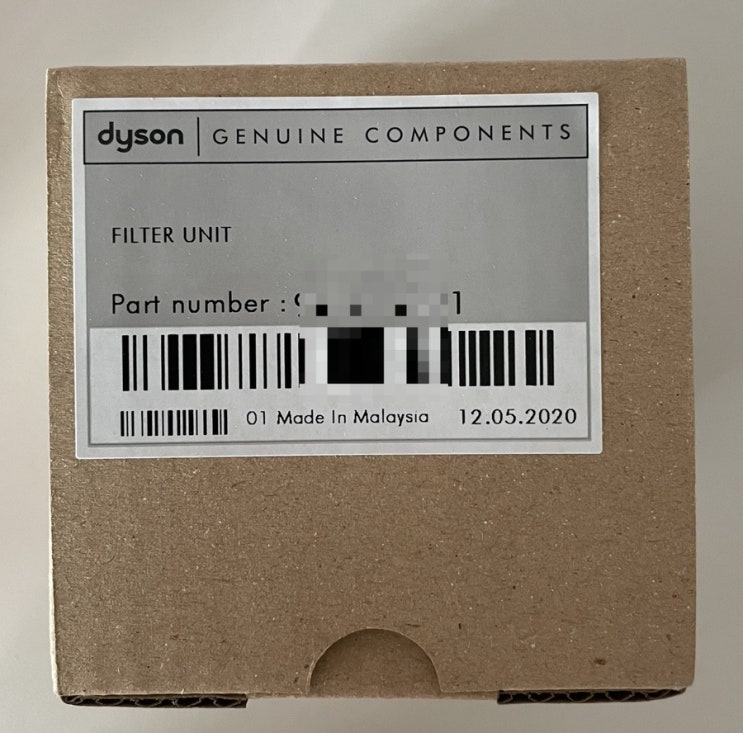 dyson GENUINE COMPONENTS
FILTER UNIT
Part number :
01 Made In Malaysia 12.05.2020